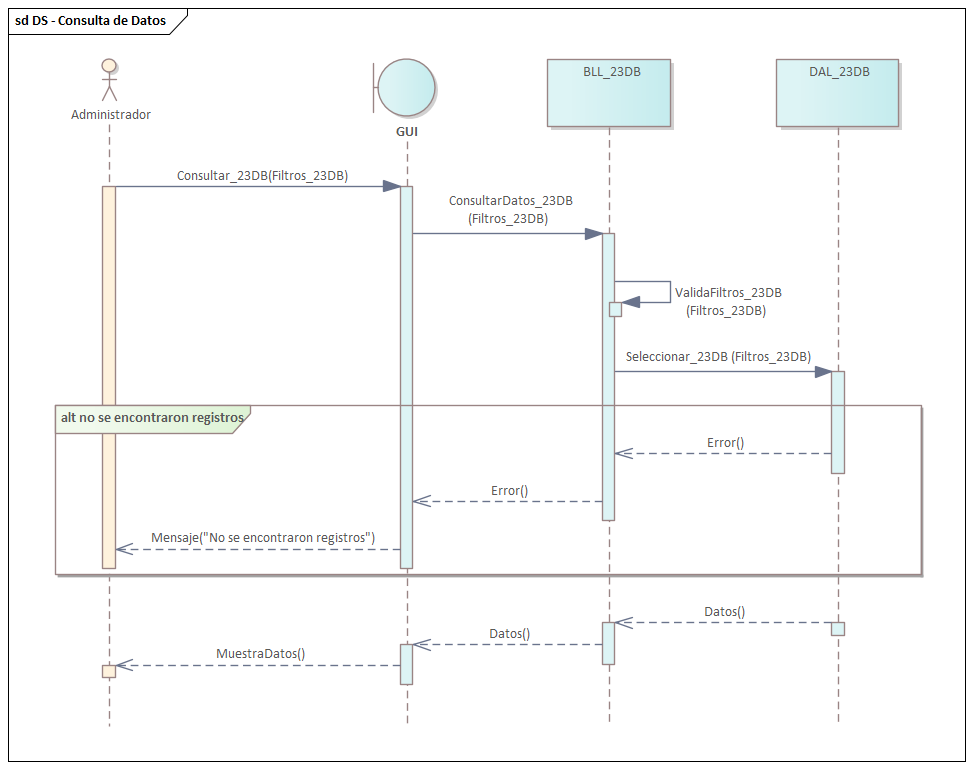 sd DS - Consulta de Datos
Administrador
GUI
BLL_23DB
DAL_23DB
Consultar_23DB(Filtros_23DB)
ConsultarDatos_23DB
(Filtros_23DB)
ValidaFiltros_23DB
(Filtros_23DB)
Seleccionar_23DB (Filtros_23DB)
alt no se encontraron registros
Error()
Error()
Mensaje("No se encontraron registros")
Datos()
Datos()
MuestraDatos()